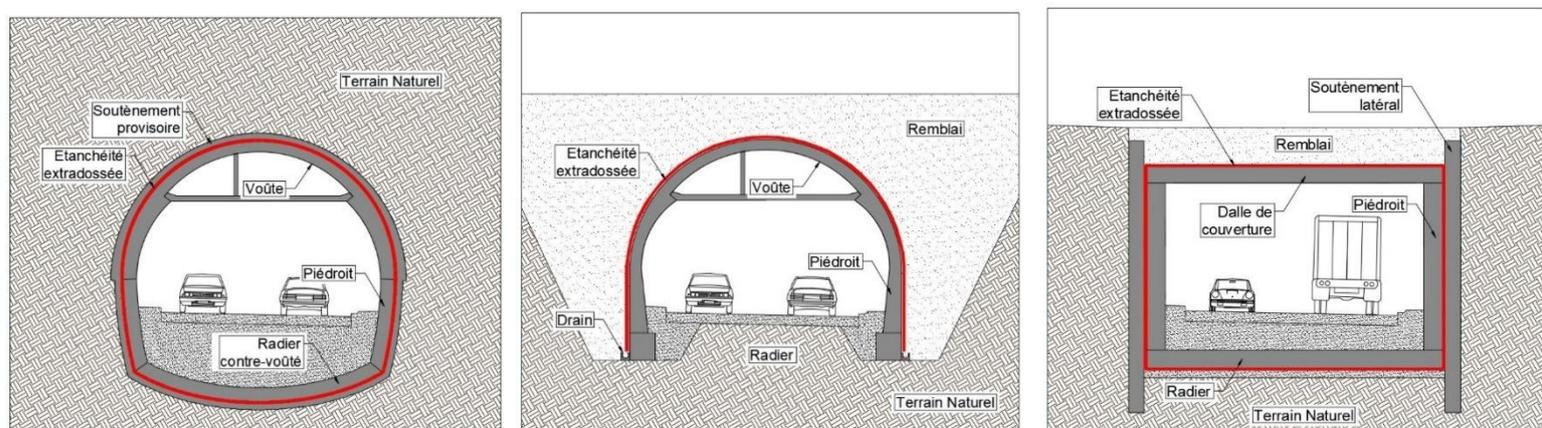 Terrain Naturel
Soutènement
provisoire
Etanchéité
extradossée
Voûte
Piédroit
Radier
contre-voûté
Remblai
Etanchéité
extradossée
Voûte
Piédroit
Drain
Radier
Terrain Naturel
Soutènement
latéral
Etanchéité
extradossée
Remblai
Dalle de
couverture
Piédroit
Radier
Terrain Naturel